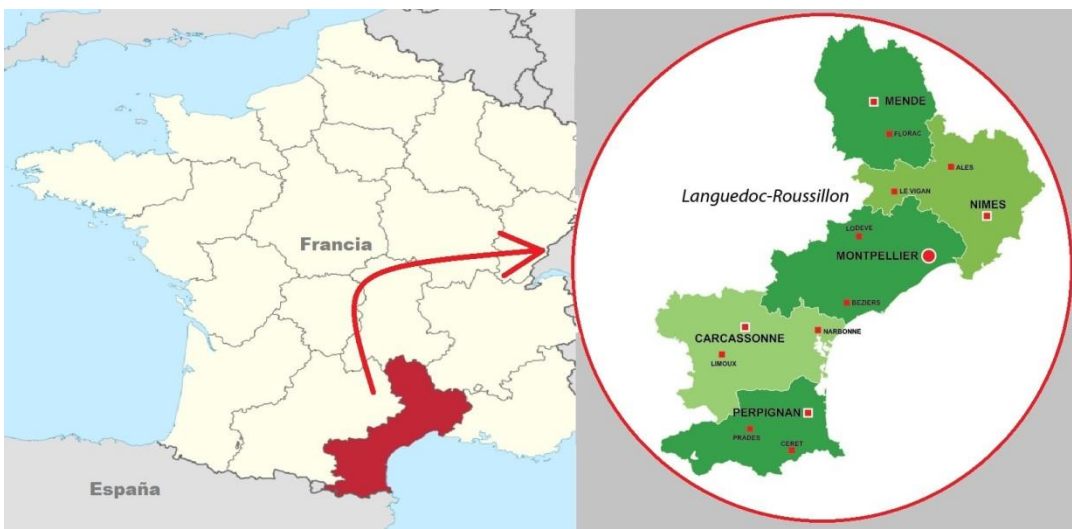 Francia
España
MENDE
FLORAC
ALES
LE VIGAN
Languedoc-Roussillon
NIMES
LODEVE
MONTPELLIER
BEZIERS
CARCASSONNE
NARBONNE
LIMOUX
PERPIGNAN
PRADES
CERET